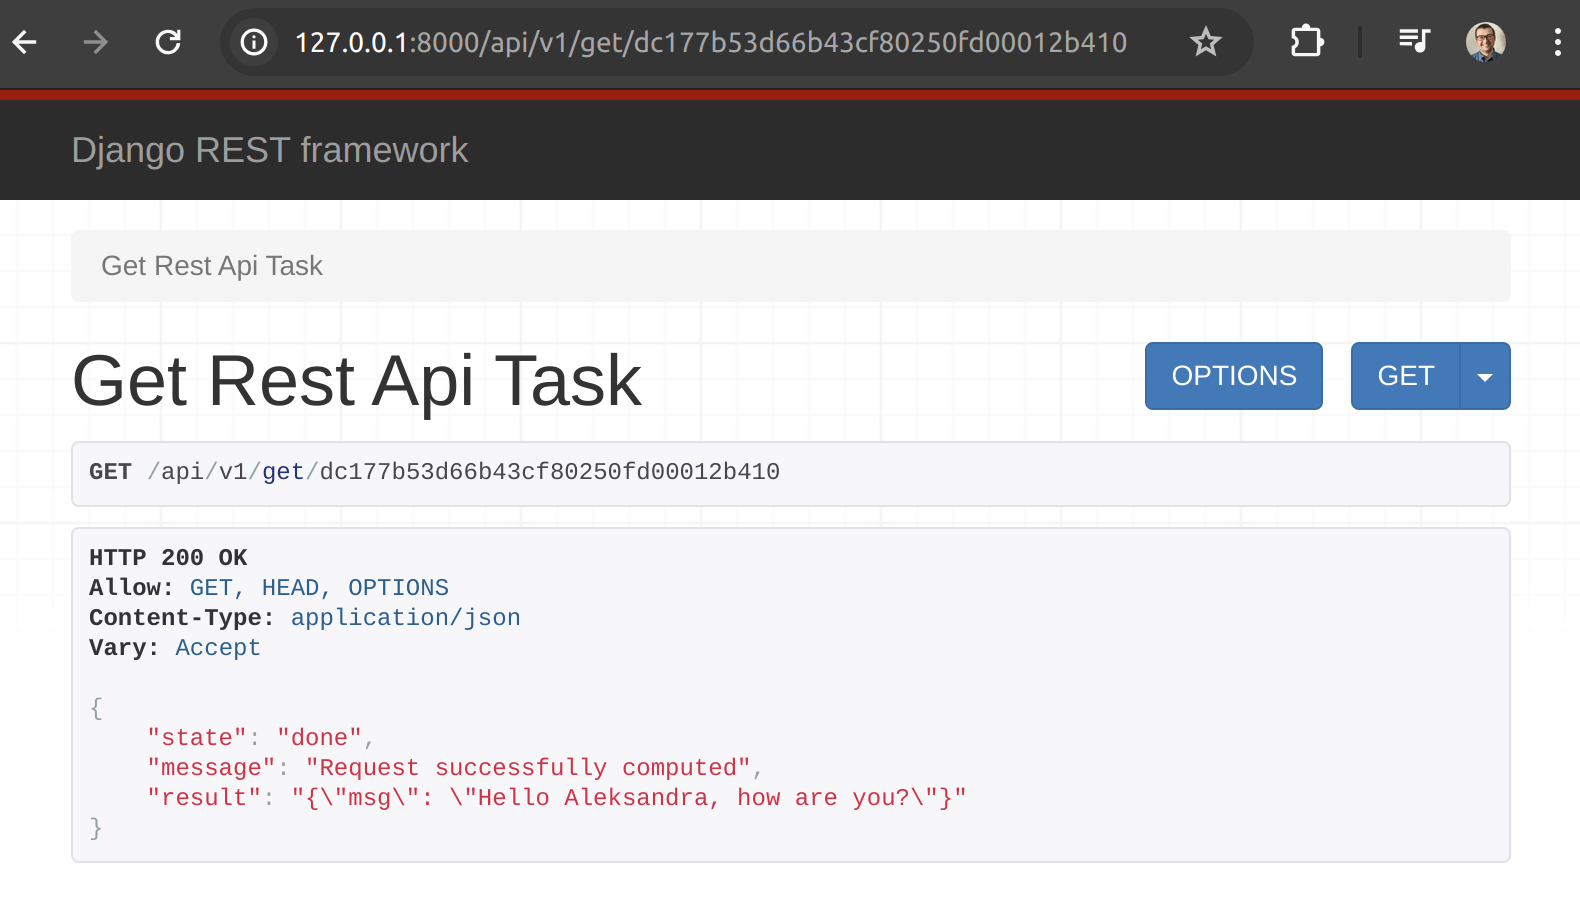 127.0.0.1:8000/api/v1/get/dc177b53d66b43cf80250fd00012b410
Django REST framework
Get Rest Api Task
Get Rest Api Task
OPTIONS
GET
GET /api/v1/get/dc177b53d66b43cf80250fd00012b410
HTTP 200 OK
Allow: GET, HEAD, OPTIONS
Content-Type: application/json
Vary: Accept
{
    "state": "done",
    "message": "Request successfully computed",
    "result": "{\"msg\": \"Hello Aleksandra, how are you?\"}"
}